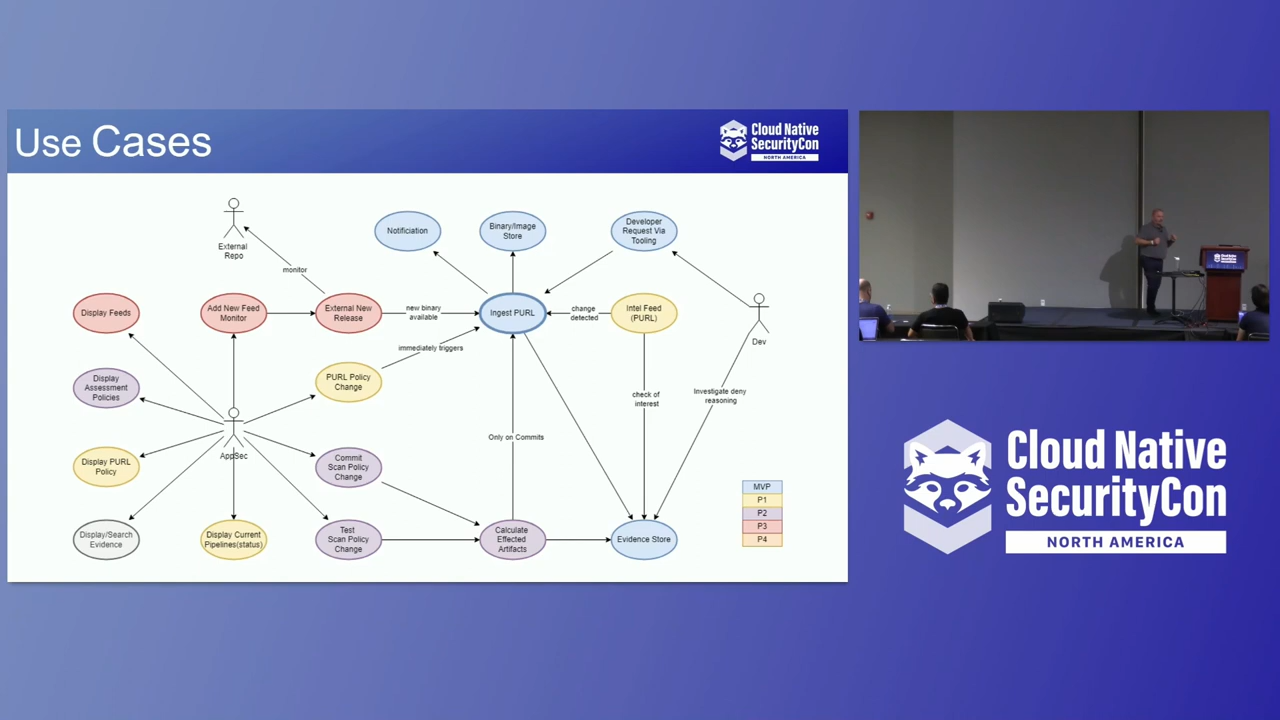 Use Cases
Cloud Native
SecurityCon
NORTH AMERICA
External
Repo
monitor
Notificiation
Binary/Image
Store
Developer
Request Via
Tooling
Display Feeds
Add New Feed
Monitor
External New
Release
new binary
available
Ingest PURL
change
detected
Intel Feed
(PURL)
Dev
immediately triggers
PURL Policy
Change
Display
Assessment
Policies
check of
interest
Investigate deny
reasoning
AppSec
Only on Commits
Display PURL
Policy
Commit
Scan Policy
Change
Display/Search
Evidence
Display Current
Pipelines(status)
Test
Scan Policy
Change
Calculate
Effected
Artifacts
Evidence Store
MVP
P1
P2
P3
P4
Cloud Native
SecurityCon
NORTH AMERICA